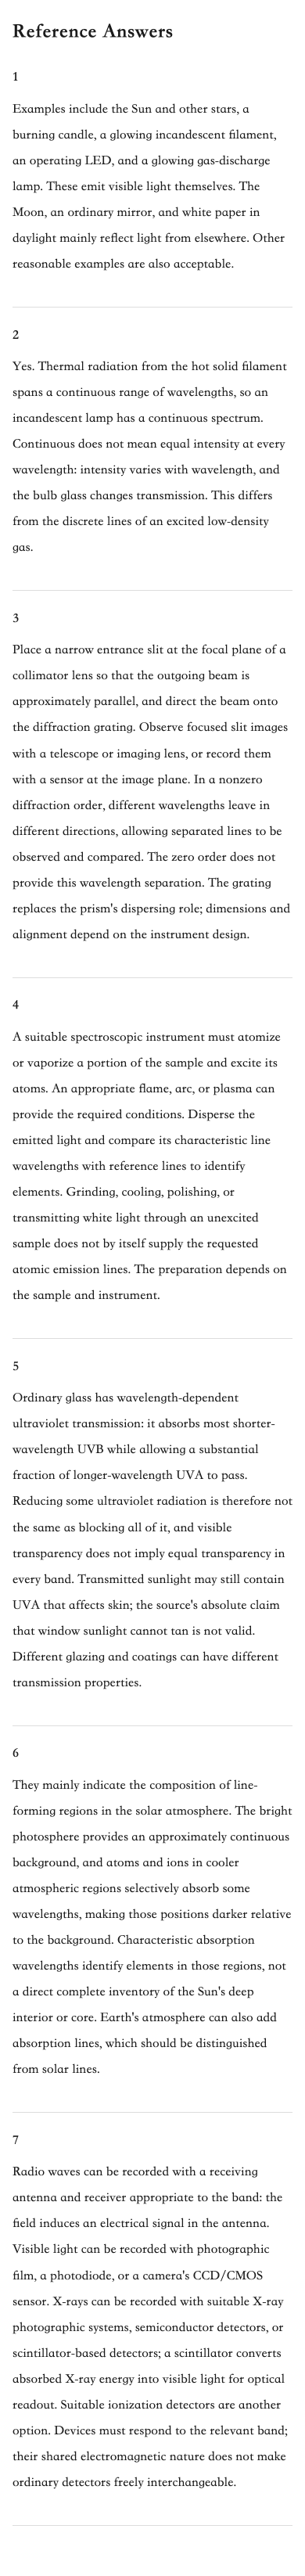 Reference Answers
1
Examples include the Sun and other stars, a
burning candle, a glowing incandescent filament,
an operating LED, and a glowing gas-discharge
lamp. These emit visible light themselves. The
Moon, an ordinary mirror, and white paper in
daylight mainly reflect light from elsewhere. Other
reasonable examples are also acceptable.
2
Yes. Thermal radiation from the hot solid filament
spans a continuous range of wavelengths, so an
incandescent lamp has a continuous spectrum.
Continuous does not mean equal intensity at every
wavelength: intensity varies with wavelength, and
the bulb glass changes transmission. This differs
from the discrete lines of an excited low-density
gas.
3
Place a narrow entrance slit at the focal plane of a
collimator lens so that the outgoing beam is
approximately parallel, and direct the beam onto
the diffraction grating. Observe focused slit images
with a telescope or imaging lens, or record them
with a sensor at the image plane. In a nonzero
diffraction order, different wavelengths leave in
different directions, allowing separated lines to be
observed and compared. The zero order does not
provide this wavelength separation. The grating
replaces the prism's dispersing role; dimensions and
alignment depend on the instrument design.
4
A suitable spectroscopic instrument must atomize
or vaporize a portion of the sample and excite its
atoms. An appropriate flame, arc, or plasma can
provide the required conditions. Disperse the
emitted light and compare its characteristic line
wavelengths with reference lines to identify
elements. Grinding, cooling, polishing, or
transmitting white light through an unexcited
sample does not by itself supply the requested
atomic emission lines. The preparation depends on
the sample and instrument.
5
Ordinary glass has wavelength-dependent
ultraviolet transmission: it absorbs most shorter-
wavelength UVB while allowing a substantial
fraction of longer-wavelength UVA to pass.
Reducing some ultraviolet radiation is therefore not
the same as blocking all of it, and visible
transparency does not imply equal transparency in
every band. Transmitted sunlight may still contain
UVA that affects skin; the source's absolute claim
that window sunlight cannot tan is not valid.
Different glazing and coatings can have different
transmission properties.
6
They mainly indicate the composition of line-
forming regions in the solar atmosphere. The bright
photosphere provides an approximately continuous
background, and atoms and ions in cooler
atmospheric regions selectively absorb some
wavelengths, making those positions darker relative
to the background. Characteristic absorption
wavelengths identify elements in those regions, not
a direct complete inventory of the Sun's deep
interior or core. Earth's atmosphere can also add
absorption lines, which should be distinguished
from solar lines.
7
Radio waves can be recorded with a receiving
antenna and receiver appropriate to the band: the
field induces an electrical signal in the antenna.
Visible light can be recorded with photographic
film, a photodiode, or a camera's CCD/CMOS
sensor. X-rays can be recorded with suitable X-ray
photographic systems, semiconductor detectors, or
scintillator-based detectors; a scintillator converts
absorbed X-ray energy into visible light for optical
readout. Suitable ionization detectors are another
option. Devices must respond to the relevant band;
their shared electromagnetic nature does not make
ordinary detectors freely interchangeable.